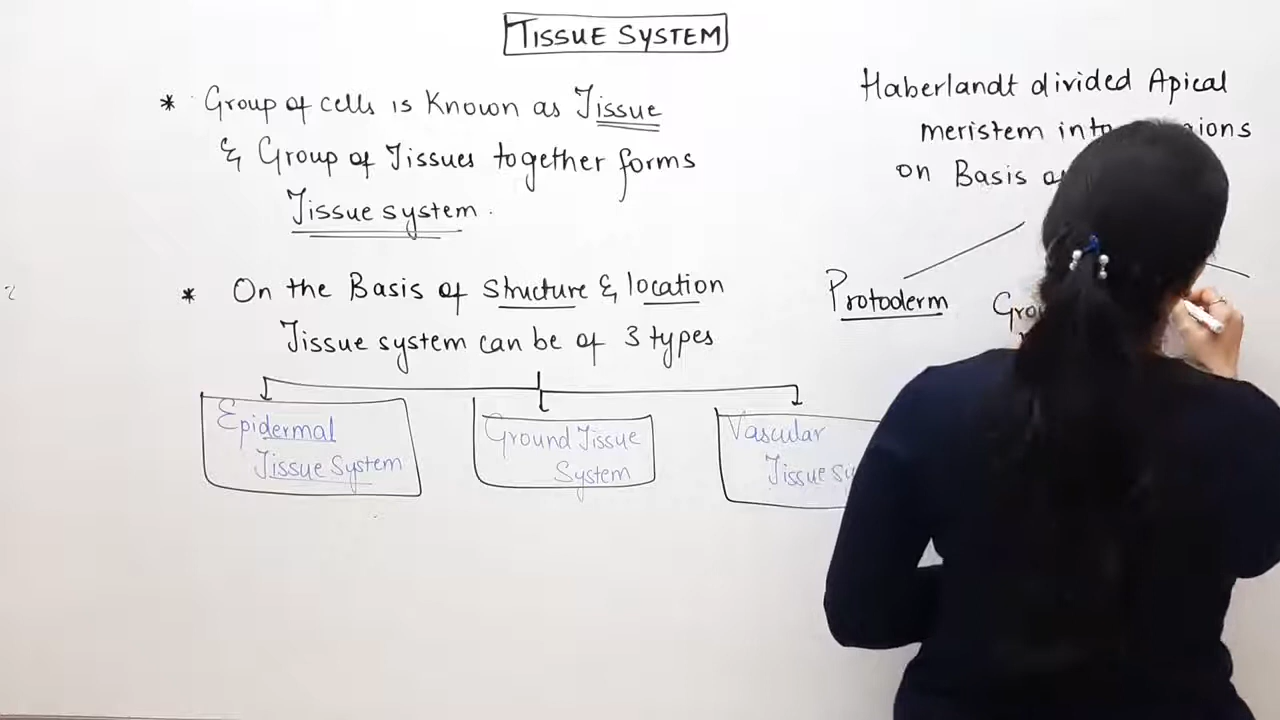 TISSUE SYSTEM
* Group of cells is Known as Tissue
& Group of Tissues together forms
Tissue system.
* On the Basis of structure & location
Tissue system can be of 3 types
Epidermal
Tissue System
Ground Tissue
System
Vascular
Tissue
Haberlandt divided Apical
meristem into
on Basis
Protoderm